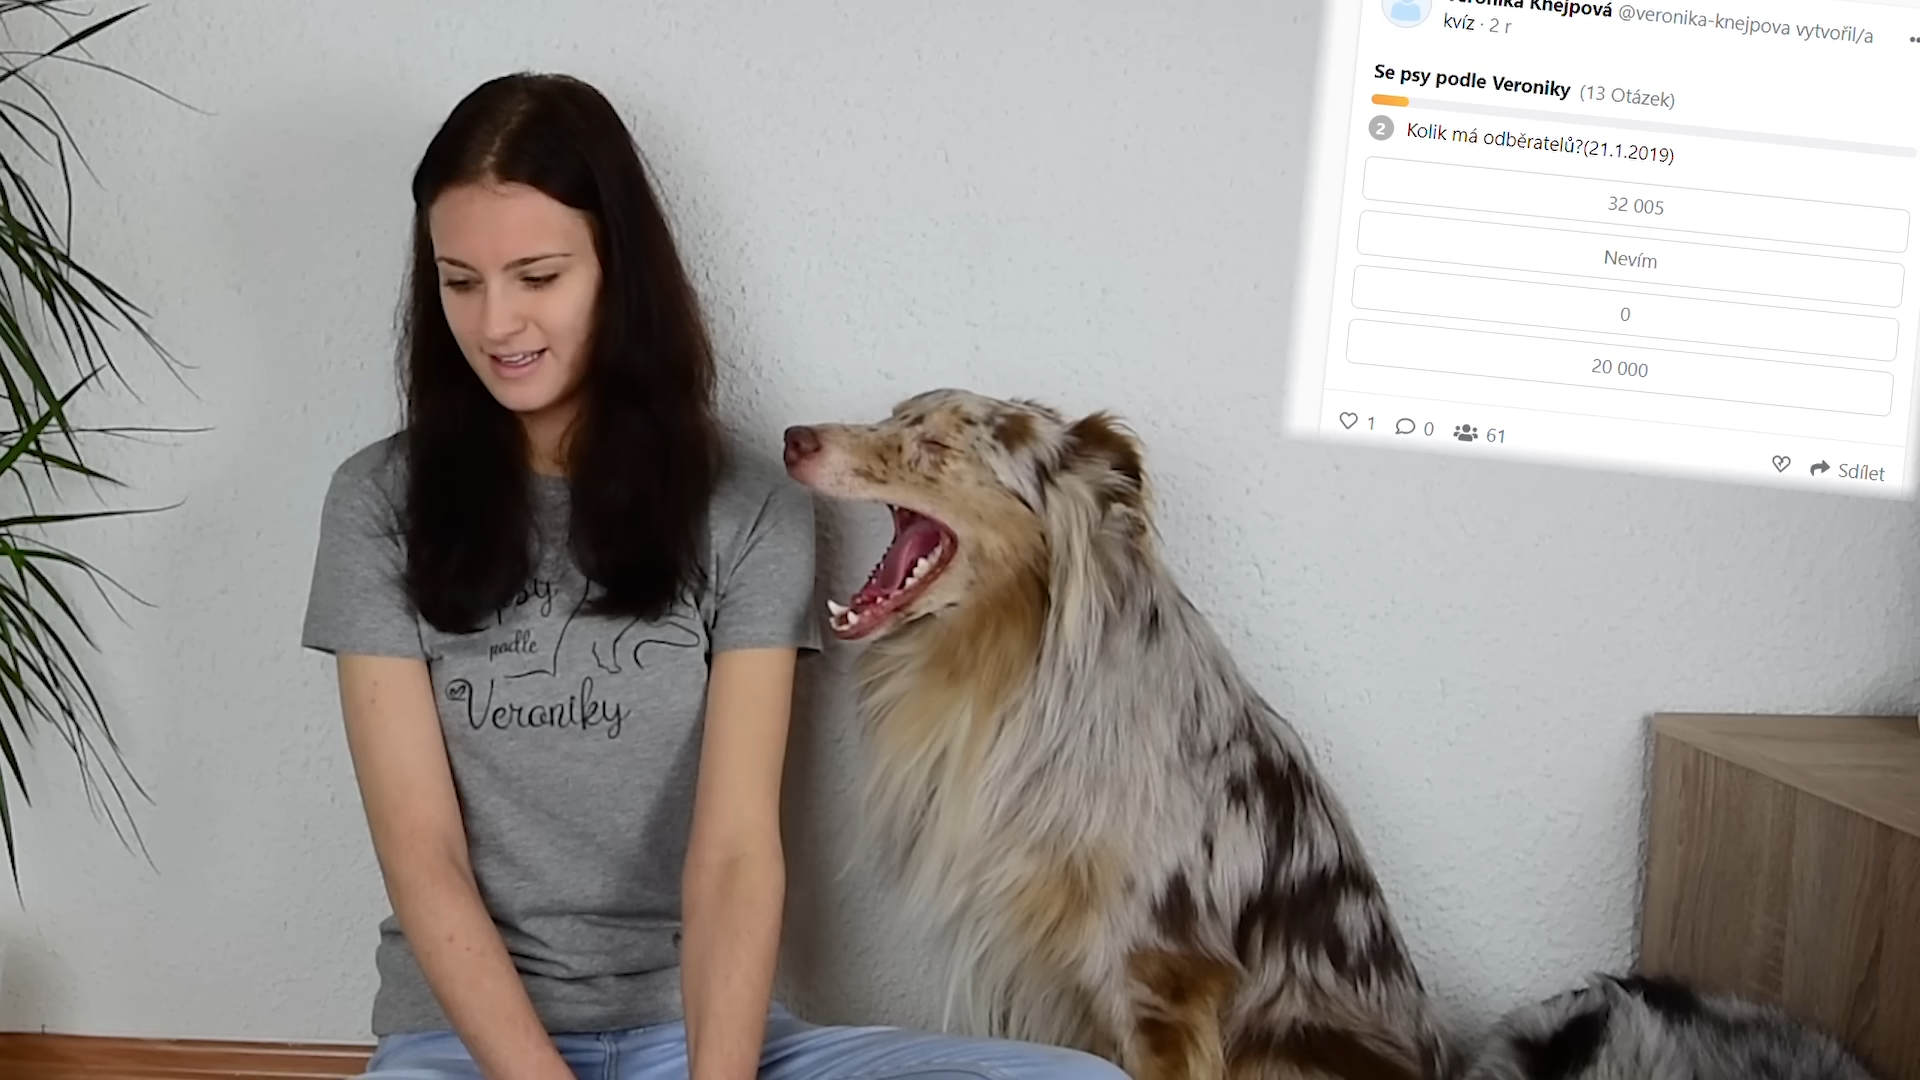 Knejpová @veronika-knejpova vytvořil/a
kvíz · 2 r
Se psy podle Veroniky (13 Otázek)
2 Kolik má odběratelů?(21.1.2019)
32 005
Nevím
0
20 000
1 0 61
Sdílet
psy
podle
Veroniky